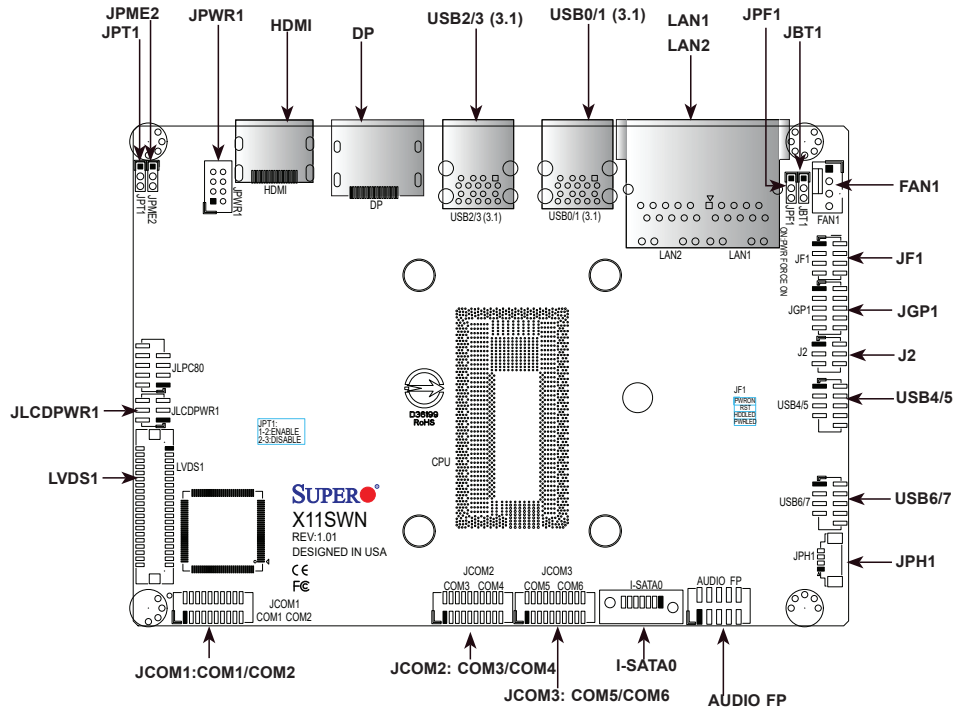 JPME2
JPT1
JPWR1
HDMI
DP
USB2/3 (3.1)
USB0/1 (3.1)
LAN1
LAN2
JPF1
JBT1
FAN1
JPT1
JPME2
JPWR1
HDMI
DP
USB2/3 (3.1)
USB0/1 (3.1)
LAN2
LAN1
JPF1
JBT1
FAN1
ON:PWR FORCE ON
JF1
JF1
JGP1
JGP1
J2
J2
JLPC80
JLCDPWR1
JLCDPWR1
JPT1:
1-2:ENABLE
2-3:DISABLE
D36199
RoHS
JF1
PWRON
RST
HDDLED
PWRLED
USB4/5
USB4/5
LVDS1
LVDS1
CPU
SUPER
X11SWN
REV:1.01
DESIGNED IN USA
CE
FC
USB6/7
USB6/7
JPH1
JPH1
JCOM1
COM1 COM2
JCOM2
COM3 COM4
JCOM3
COM5 COM6
I-SATA0
AUDIO FP
JCOM1:COM1/COM2
JCOM2: COM3/COM4
JCOM3: COM5/COM6
I-SATA0
AUDIO FP